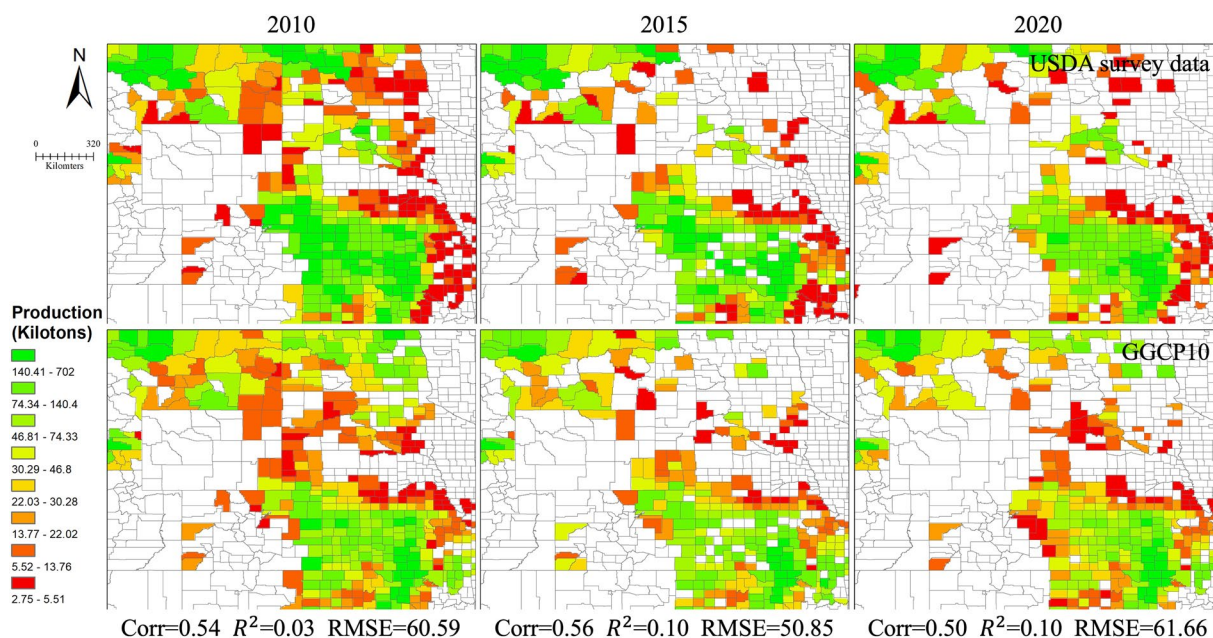 2010 2015 2020
N
USDA survey data
0 320
Kilomters
Production
(Kilotons)
140.41 - 702
74.34 - 140.4
46.81 - 74.33
30.29 - 46.8
22.03 - 30.28
13.77 - 22.02
5.52 - 13.76
2.75 - 5.51
GGCP10
Corr=0.54 R²=0.03 RMSE=60.59 Corr=0.56 R²=0.10 RMSE=50.85 Corr=0.50 R²=0.10 RMSE=61.66